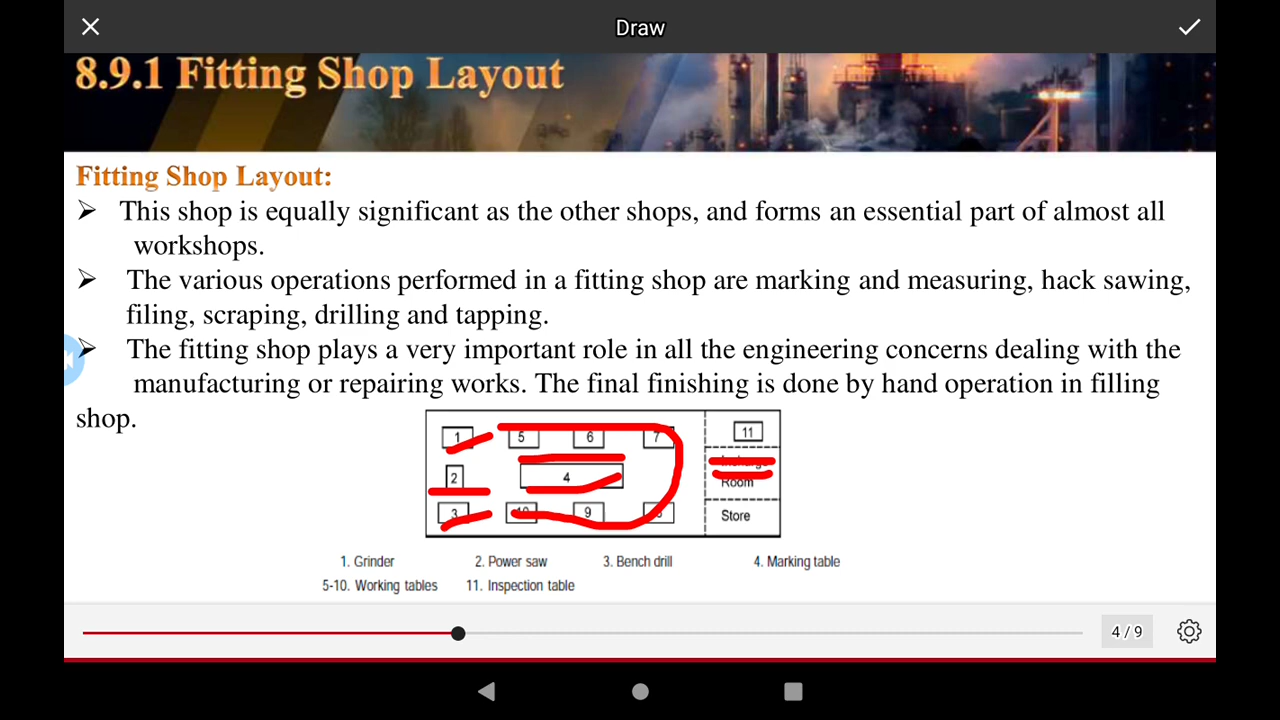 Draw
8.9.1 Fitting Shop Layout
Fitting Shop Layout:
➢ This shop is equally significant as the other shops, and forms an essential part of almost all
workshops.
➢ The various operations performed in a fitting shop are marking and measuring, hack sawing,
filing, scraping, drilling and tapping.
➢ The fitting shop plays a very important role in all the engineering concerns dealing with the
manufacturing or repairing works. The final finishing is done by hand operation in filling
shop.
1 5 6 7 11
2 4
Room
3 10 9
Store
1. Grinder 2. Power saw 3. Bench drill 4. Marking table
5-10. Working tables 11. Inspection table
4 / 9